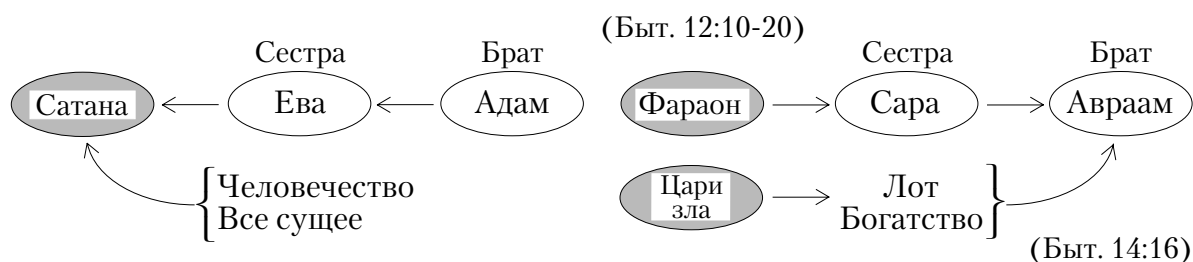 (Быт. 12:10-20)
Сестра Брат Сестра Брат
Сатана Ева Адам Фараон Сара Авраам
Человечество
Все сущее
Цари
зла
Лот
Богатство
(Быт. 14:16)